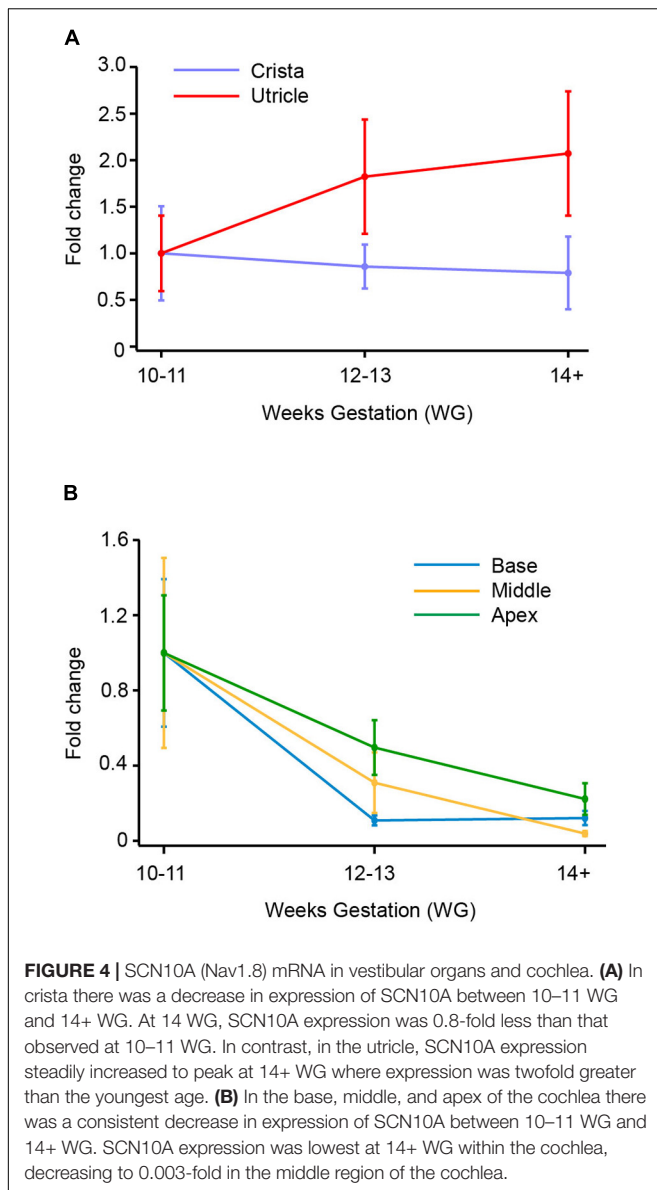 A
3.0
Crista
Utricle
2.5
2.0
1.5
1.0
0.5
0
Fold change
10-11 12-13 14+
Weeks Gestation (WG)
B
1.6
Base
Middle
Apex
1.2
0.8
0.4
0
Fold change
10-11 12-13 14+
Weeks Gestation (WG)
FIGURE 4 | SCN10A (Nav1.8) mRNA in vestibular organs and cochlea. (A) In
crista there was a decrease in expression of SCN10A between 10–11 WG
and 14+ WG. At 14 WG, SCN10A expression was 0.8-fold less than that
observed at 10–11 WG. In contrast, in the utricle, SCN10A expression
steadily increased to peak at 14+ WG where expression was twofold greater
than the youngest age. (B) In the base, middle, and apex of the cochlea there
was a consistent decrease in expression of SCN10A between 10–11 WG and
14+ WG. SCN10A expression was lowest at 14+ WG within the cochlea,
decreasing to 0.003-fold in the middle region of the cochlea.